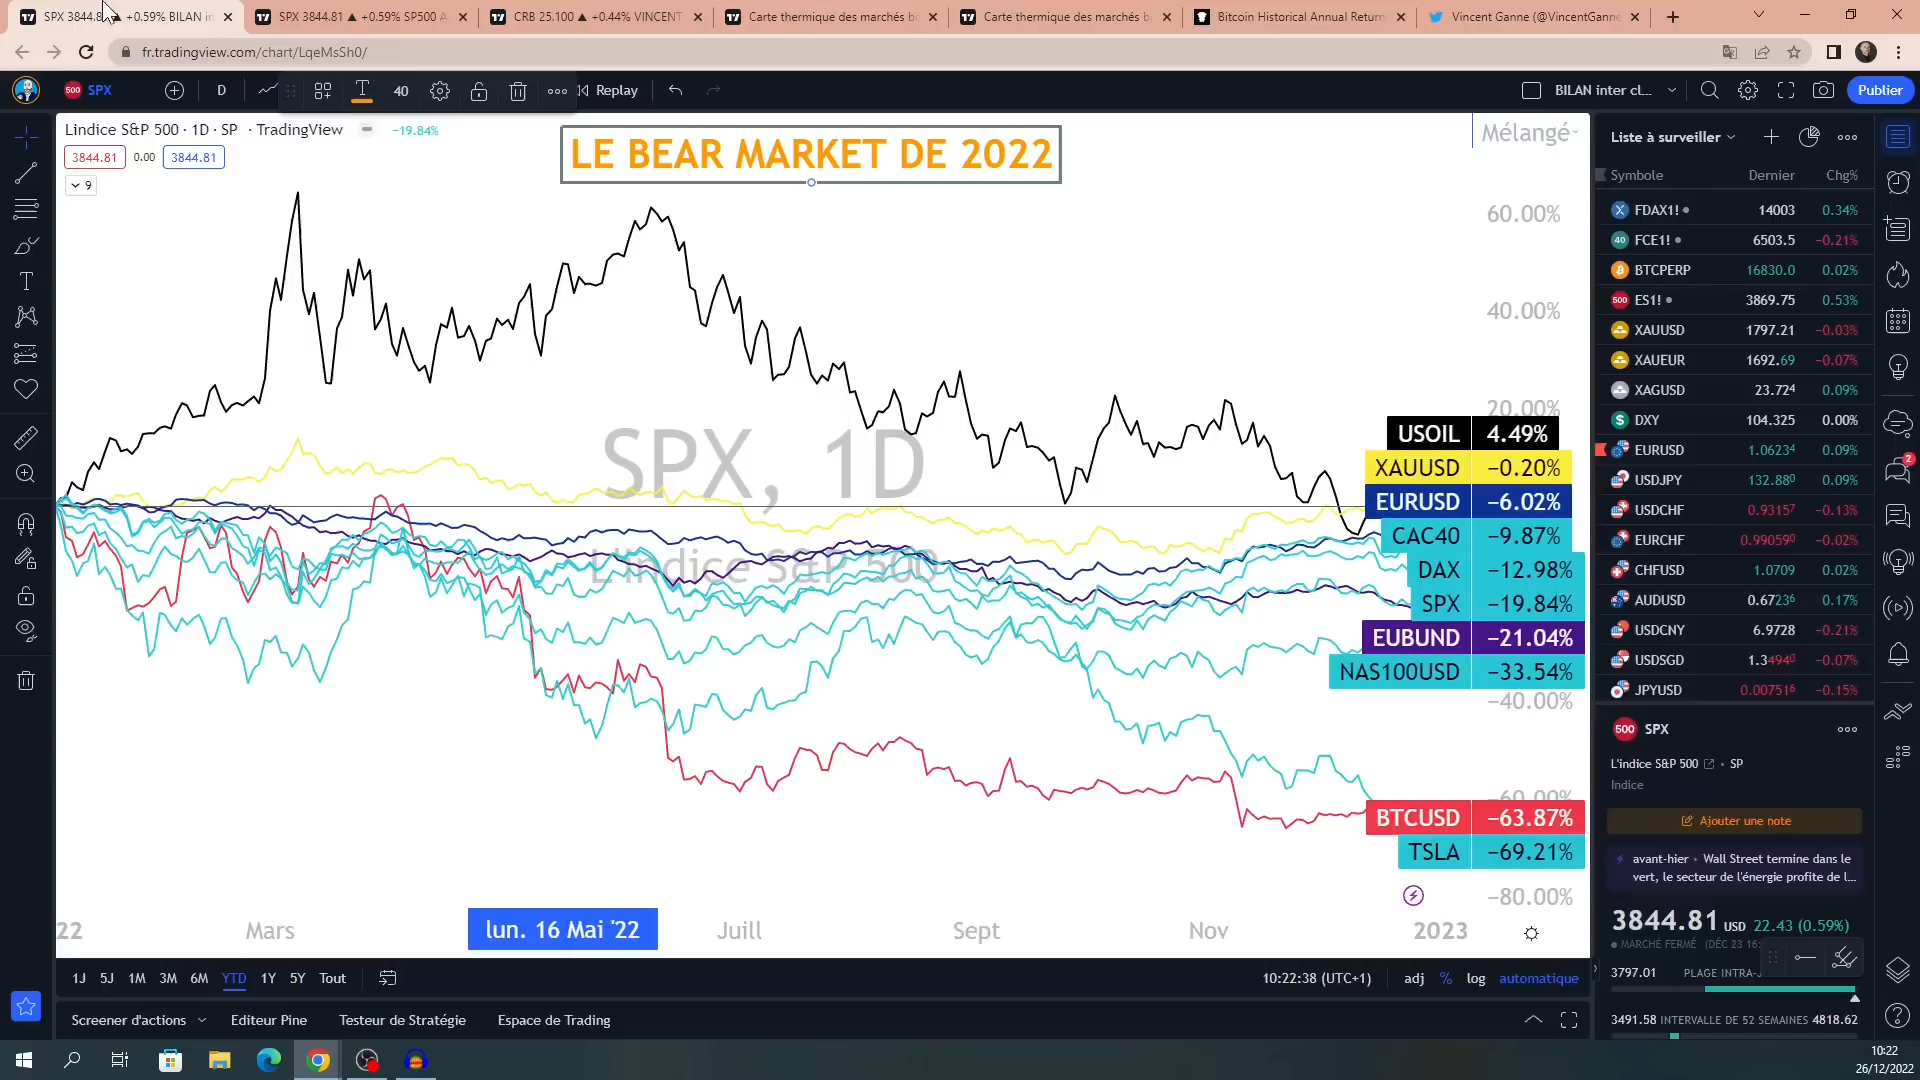 SPX 3844.8 ▲ +0.59% BILAN in
SPX 3844.81 ▲ +0.59% SP500 A
CRB 25.100 ▲ +0.44% VINCENT
Carte thermique des marchés bo
Carte thermique des marchés b
Bitcoin Historical Annual Return
Vincent Ganne (@VincentGanne
fr.tradingview.com/chart/LqeMsSh0/
500 SPX
D
40
Replay
BILAN inter cl...
Publier
L'indice S&P 500 · 1D · SP · TradingView
−19.84%
3844.81
0.00
3844.81
9
LE BEAR MARKET DE 2022
Mélangé
SPX, 1D
L'indice S&P 500
60.00%
40.00%
20.00%
−40.00%
−60.00%
−80.00%
USOIL 4.49%
XAUUSD −0.20%
EURUSD −6.02%
CAC40 −9.87%
DAX −12.98%
SPX −19.84%
EUBUND −21.04%
NAS100USD −33.54%
BTCUSD −63.87%
TSLA −69.21%
22
Mars
lun. 16 Mai '22
Juill
Sept
Nov
2023
1J 5J 1M 3M 6M YTD 1Y 5Y Tout
10:22:38 (UTC+1)
adj % log automatique
Screener d'actions
Editeur Pine
Testeur de Stratégie
Espace de Trading
Liste à surveiller
Symbole Dernier Chg%
FDAX1! 14003 0.34%
40 FCE1! 6503.5 −0.21%
BTCPERP 16830.0 0.02%
500 ES1! 3869.75 0.53%
XAUUSD 1797.21 −0.03%
XAUEUR 1692.69 −0.07%
XAGUSD 23.724 0.09%
DXY 104.325 0.00%
EURUSD 1.06234 0.09%
USDJPY 132.880 0.09%
USDCHF 0.93157 −0.13%
EURCHF 0.990590 −0.02%
CHFUSD 1.0709 0.02%
AUDUSD 0.67236 0.17%
USDCNY 6.9728 −0.21%
USDSGD 1.34940 −0.07%
JPYUSD 0.007516 −0.15%
2
500 SPX
L'indice S&P 500 • SP
Indice
Ajouter une note
avant-hier • Wall Street termine dans le
vert, le secteur de l'énergie profite de l...
3844.81 USD 22.43 (0.59%)
MARCHÉ FERMÉ (DÉC 23 16:
3797.01 PLAGE INTRA-J
3491.58 INTERVALLE DE 52 SEMAINES 4818.62
10:22
26/12/2022